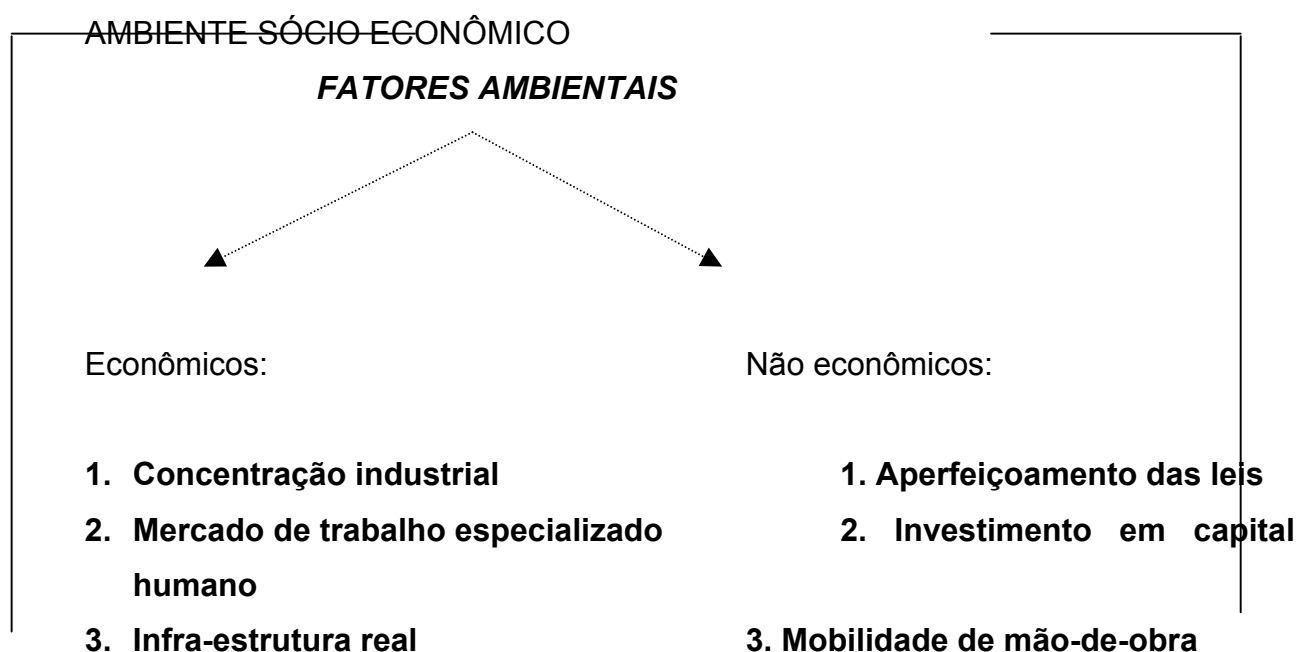 AMBIENTE SÓCIO ECONÔMICO
FATORES AMBIENTAIS
Econômicos: Não econômicos:
1. Concentração industrial 1. Aperfeiçoamento das leis
2. Mercado de trabalho especializado 2. Investimento em capital
humano
3. Infra-estrutura real 3. Mobilidade de mão-de-obra